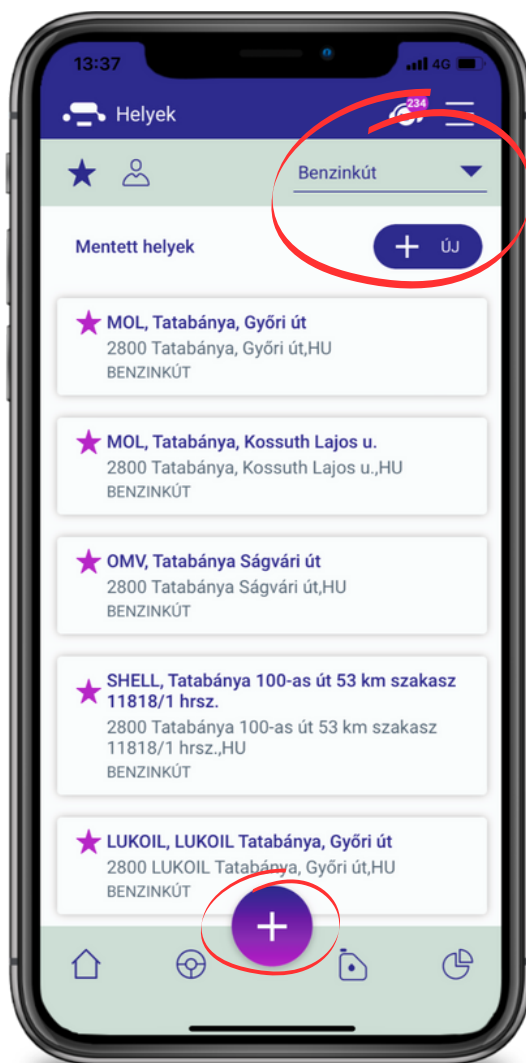 13:37
4G
Helyek
234
Benzinkút
Mentett helyek
ÚJ
MOL, Tatabánya, Győri út
2800 Tatabánya, Győri út,HU
BENZINKÚT
MOL, Tatabánya, Kossuth Lajos u.
2800 Tatabánya, Kossuth Lajos u.,HU
BENZINKÚT
OMV, Tatabánya Ságvári út
2800 Tatabánya Ságvári út,HU
BENZINKÚT
SHELL, Tatabánya 100-as út 53 km szakasz
11818/1 hrsz.
2800 Tatabánya 100-as út 53 km szakasz
11818/1 hrsz.,HU
BENZINKÚT
LUKOIL, LUKOIL Tatabánya, Győri út
2800 LUKOIL Tatabánya, Győri út,HU
BENZINKÚT